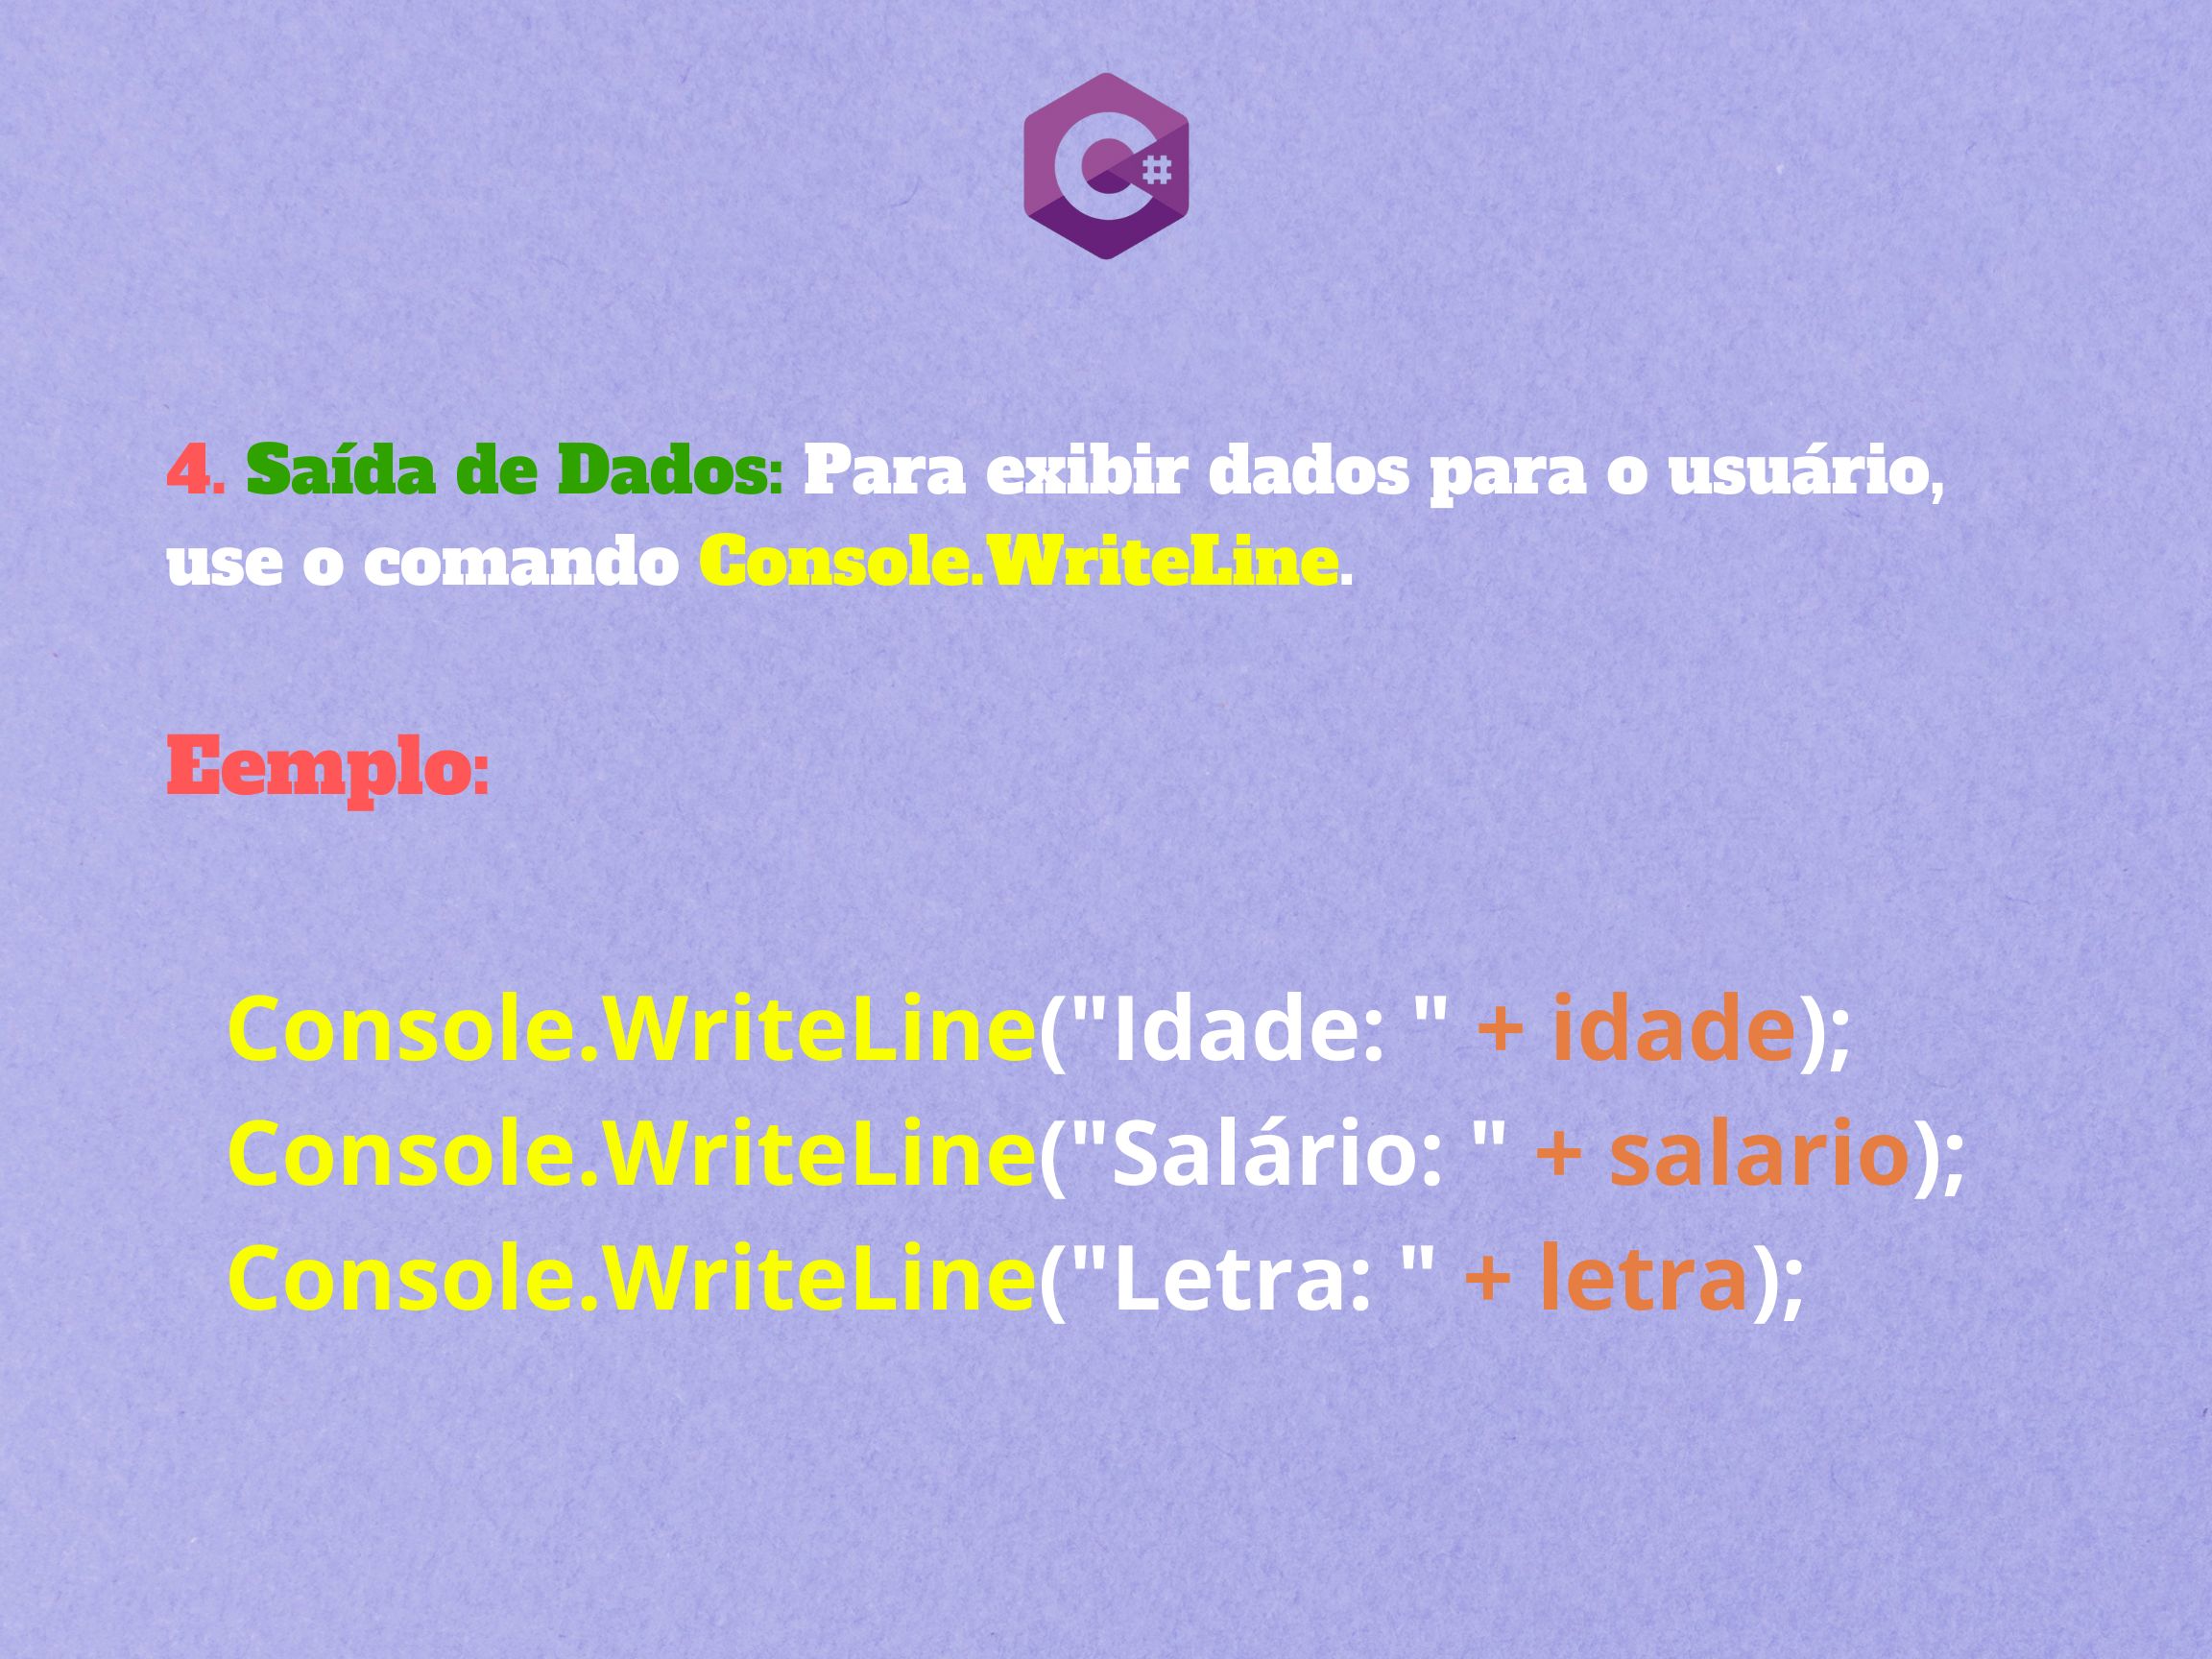 C#
4. Saída de Dados: Para exibir dados para o usuário,
use o comando Console.WriteLine.
Eemplo:
Console.WriteLine("Idade: " + idade);
Console.WriteLine("Salário: " + salario);
Console.WriteLine("Letra: " + letra);